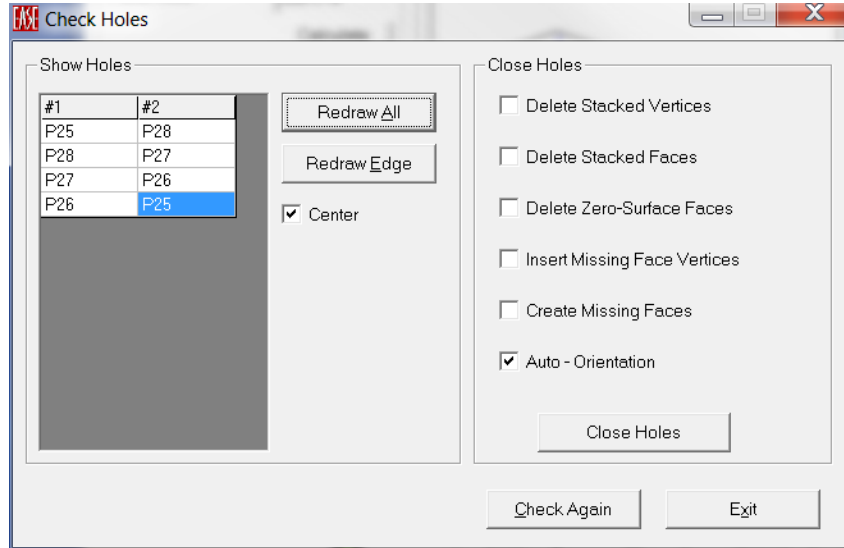 EASE Check Holes
Show Holes
#1 #2
P25 P28
P28 P27
P27 P26
P26 P25
Redraw All
Redraw Edge
Center
Close Holes
Delete Stacked Vertices
Delete Stacked Faces
Delete Zero-Surface Faces
Insert Missing Face Vertices
Create Missing Faces
Auto - Orientation
Close Holes
Check Again
Exit